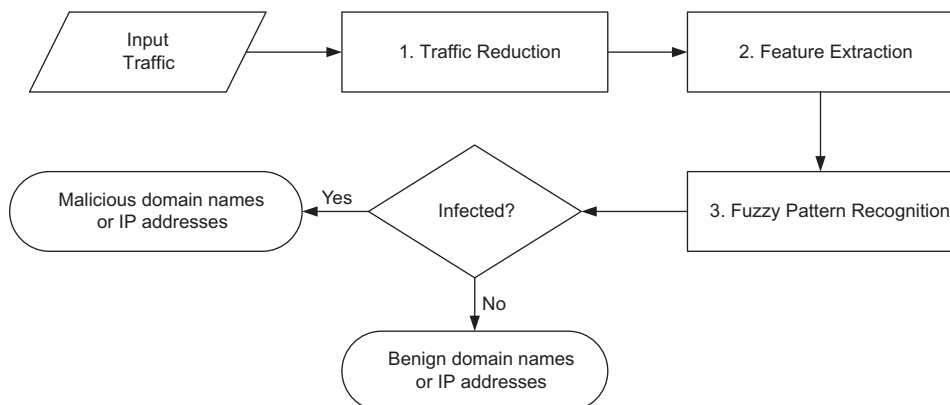 Input
Traffic
1. Traffic Reduction
2. Feature Extraction
3. Fuzzy Pattern Recognition
Infected?
Yes
Malicious domain names
or IP addresses
No
Benign domain names
or IP addresses